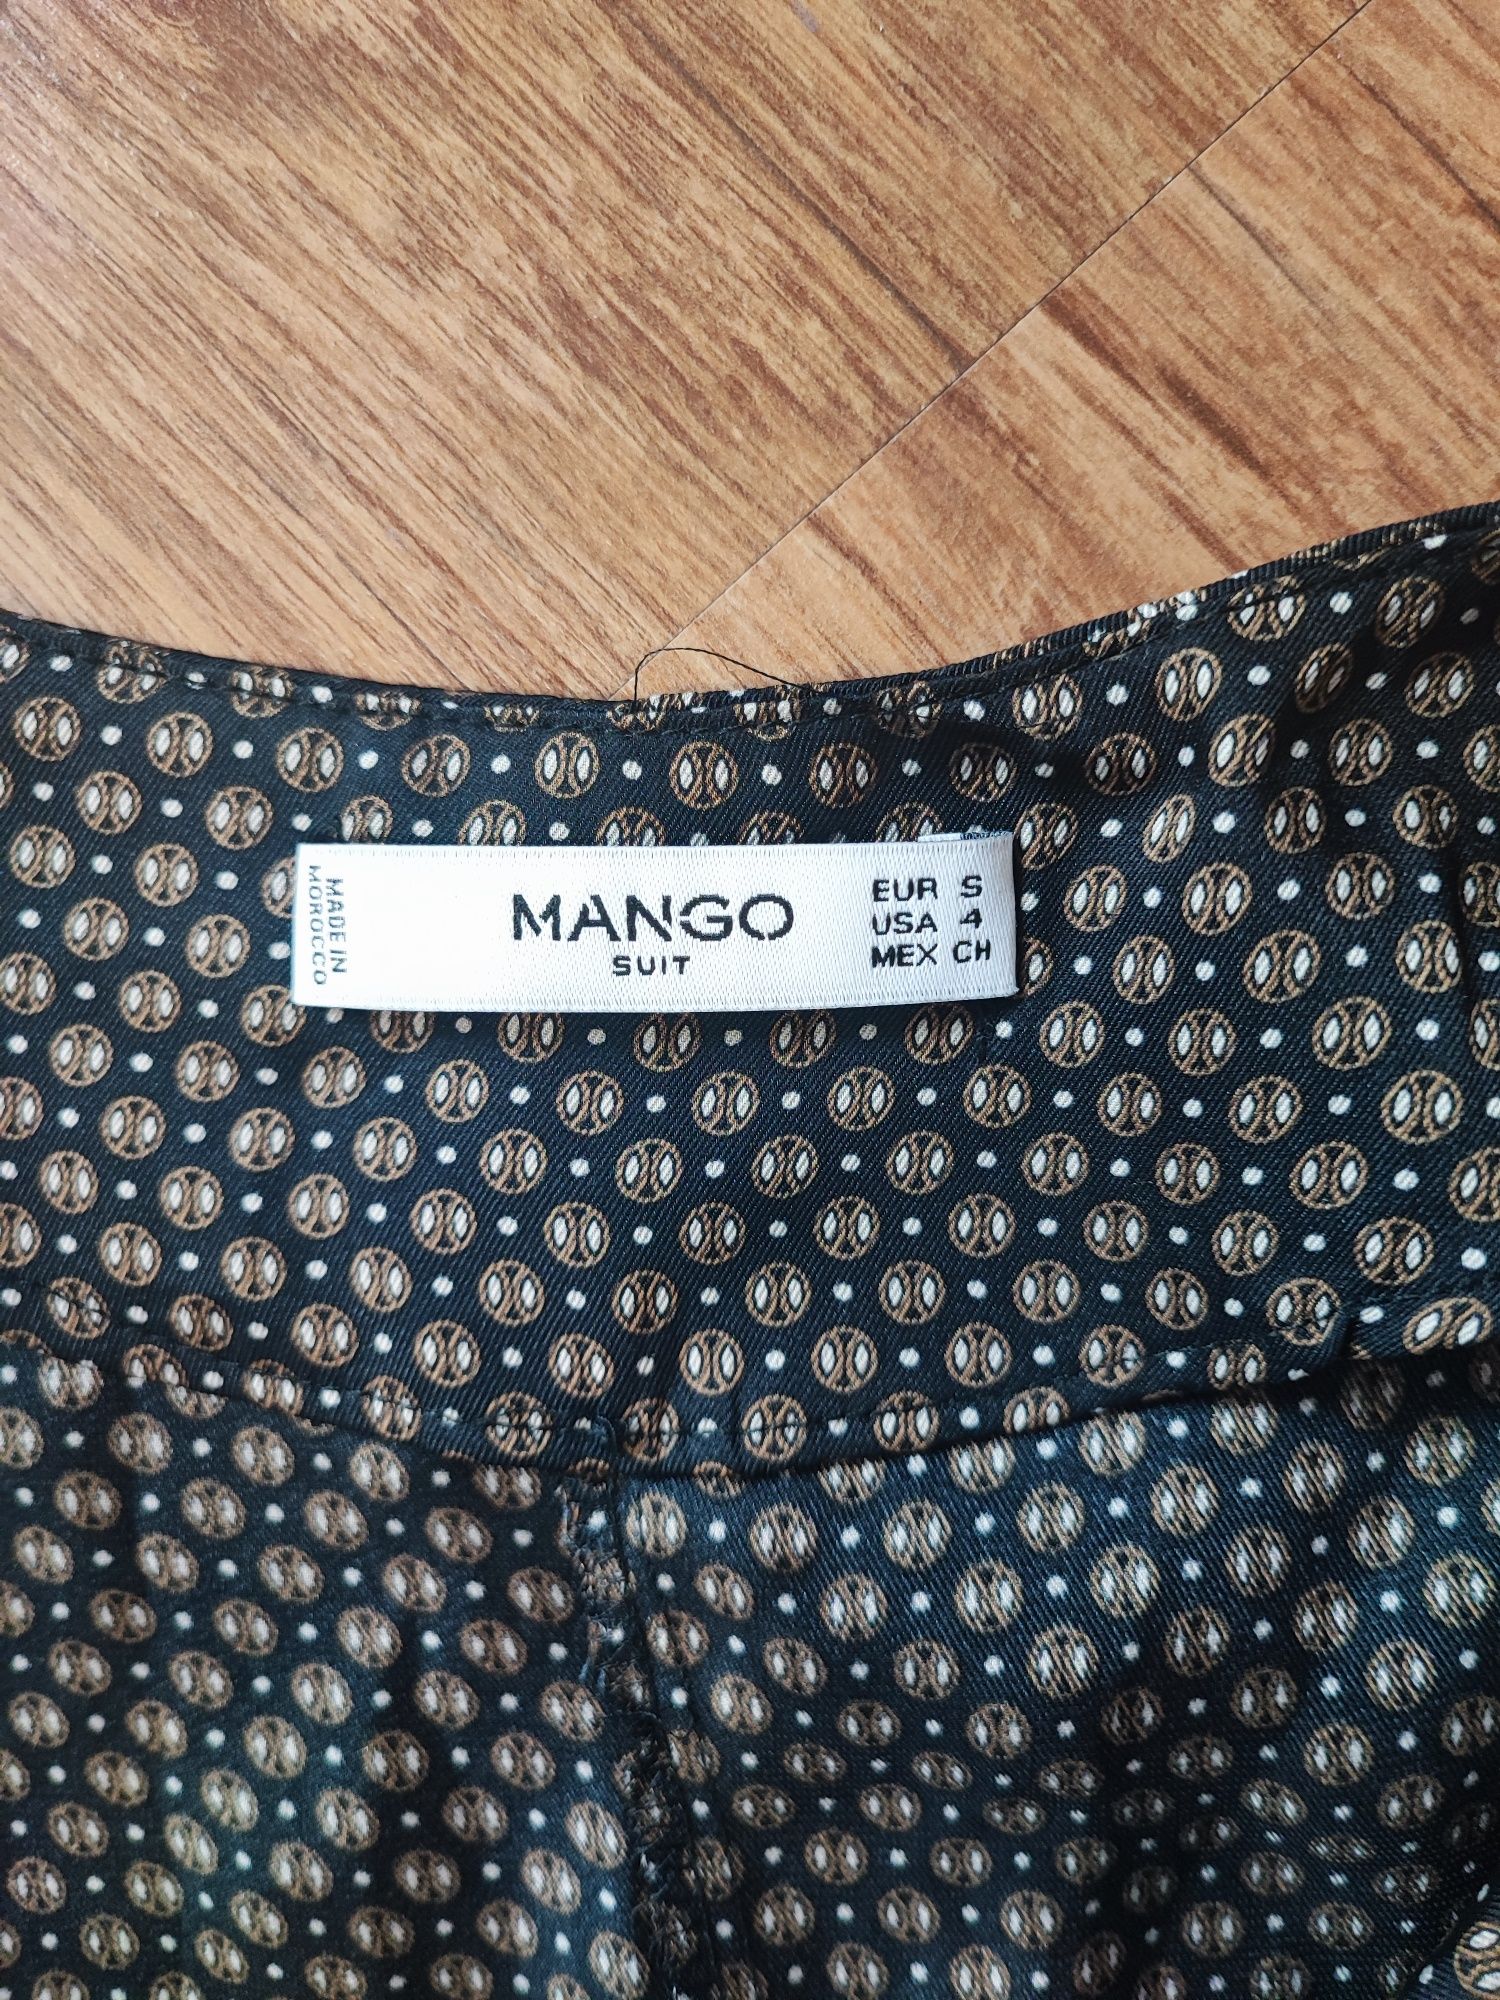 MADE IN
MOROCCO
MANGO
SUIT
EUR S
USA 4
MEX CH